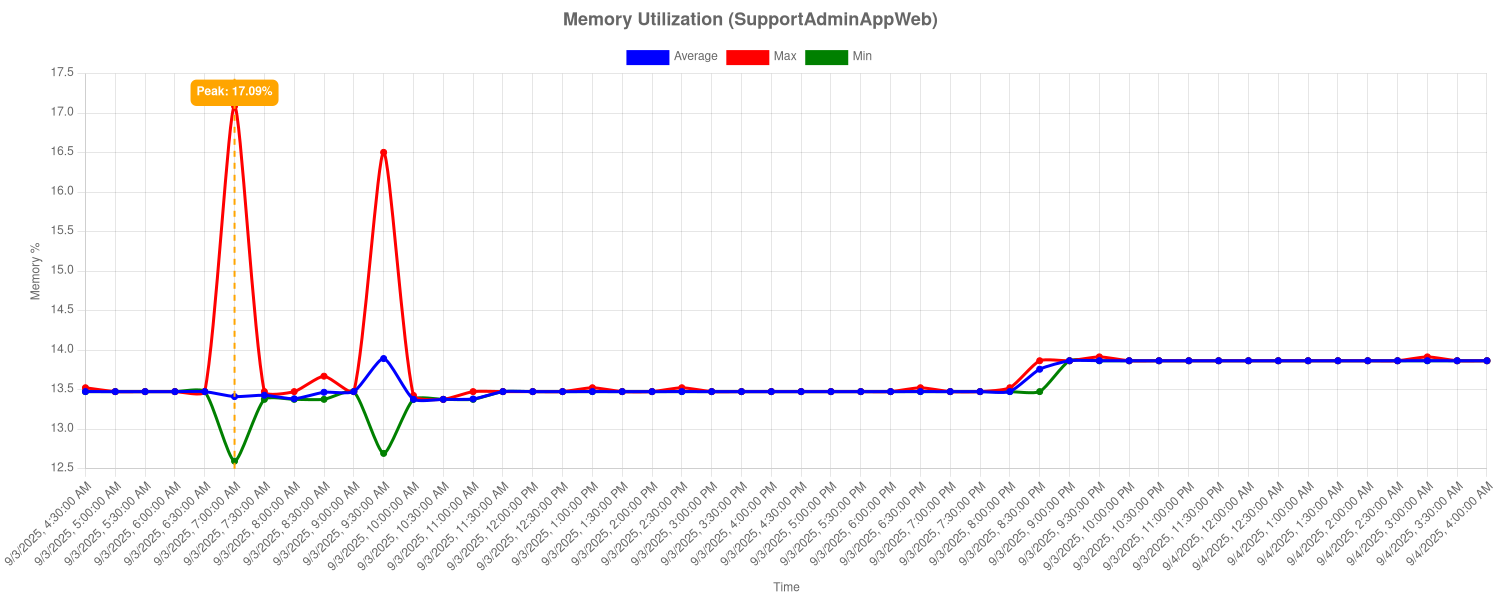 Memory Utilization (SupportAdminAppWeb)
Average Max Min
Peak: 17.09%
17.5
17.0
16.5
16.0
15.5
15.0
14.5
14.0
13.5
13.0
12.5
Memory %
9/3/2025, 4:30:00 AM
9/3/2025, 5:00:00 AM
9/3/2025, 5:30:00 AM
9/3/2025, 6:00:00 AM
9/3/2025, 6:30:00 AM
9/3/2025, 7:00:00 AM
9/3/2025, 7:30:00 AM
9/3/2025, 8:00:00 AM
9/3/2025, 8:30:00 AM
9/3/2025, 9:00:00 AM
9/3/2025, 9:30:00 AM
9/3/2025, 10:00:00 AM
9/3/2025, 10:30:00 AM
9/3/2025, 11:00:00 AM
9/3/2025, 11:30:00 AM
9/3/2025, 12:00:00 PM
9/3/2025, 12:30:00 PM
9/3/2025, 1:00:00 PM
9/3/2025, 1:30:00 PM
9/3/2025, 2:00:00 PM
9/3/2025, 2:30:00 PM
9/3/2025, 3:00:00 PM
9/3/2025, 3:30:00 PM
9/3/2025, 4:00:00 PM
9/3/2025, 4:30:00 PM
9/3/2025, 5:00:00 PM
9/3/2025, 5:30:00 PM
9/3/2025, 6:00:00 PM
9/3/2025, 6:30:00 PM
9/3/2025, 7:00:00 PM
9/3/2025, 7:30:00 PM
9/3/2025, 8:00:00 PM
9/3/2025, 8:30:00 PM
9/3/2025, 9:00:00 PM
9/3/2025, 9:30:00 PM
9/3/2025, 10:00:00 PM
9/3/2025, 10:30:00 PM
9/3/2025, 11:00:00 PM
9/3/2025, 11:30:00 PM
9/4/2025, 12:00:00 AM
9/4/2025, 12:30:00 AM
9/4/2025, 1:00:00 AM
9/4/2025, 1:30:00 AM
9/4/2025, 2:00:00 AM
9/4/2025, 2:30:00 AM
9/4/2025, 3:00:00 AM
9/4/2025, 3:30:00 AM
9/4/2025, 4:00:00 AM
Time